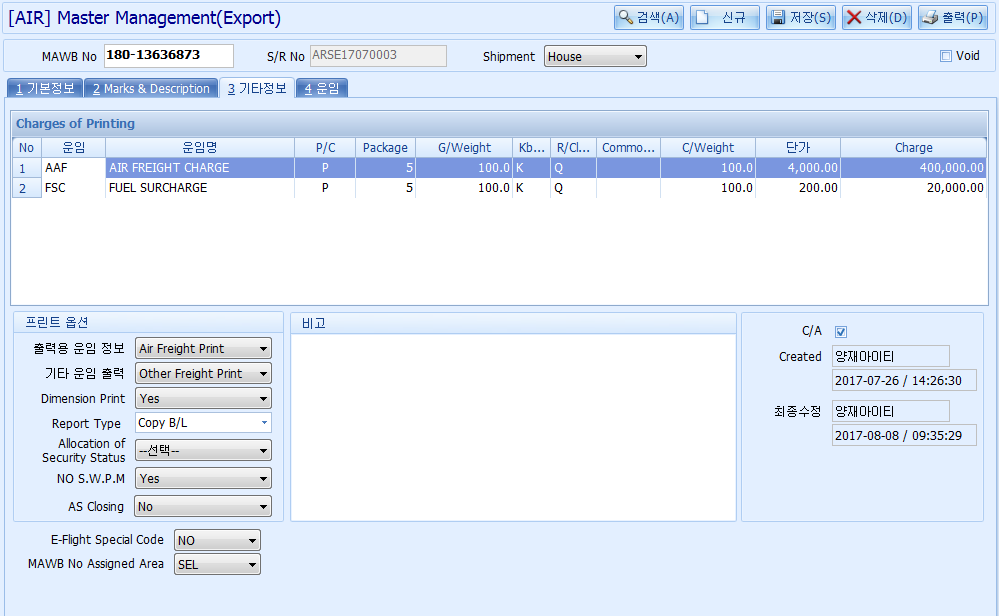 [AIR] Master Management(Export)
검색(A) 신규 저장(S) 삭제(D) 출력(P)
MAWB No 180-13636873 S/R No ARSE17070003 Shipment House Void
1 기본정보 2 Marks & Description 3 기타정보 4 운임
Charges of Printing
No 운임 운임명 P/C Package G/Weight Kb... R/Cl... Commo... C/Weight 단가 Charge
1 AAF AIR FREIGHT CHARGE P 5 100.0 K Q 100.0 4,000.00 400,000.00
2 FSC FUEL SURCHARGE P 5 100.0 K Q 100.0 200.00 20,000.00
프린트 옵션
출력용 운임 정보 Air Freight Print
기타 운임 출력 Other Freight Print
Dimension Print Yes
Report Type Copy B/L
Allocation of
Security Status --선택--
NO S.W.P.M Yes
AS Closing No
E-Flight Special Code NO
MAWB No Assigned Area SEL
비고
C/A
Created 양재아이티
2017-07-26 / 14:26:30
최종수정 양재아이티
2017-08-08 / 09:35:29